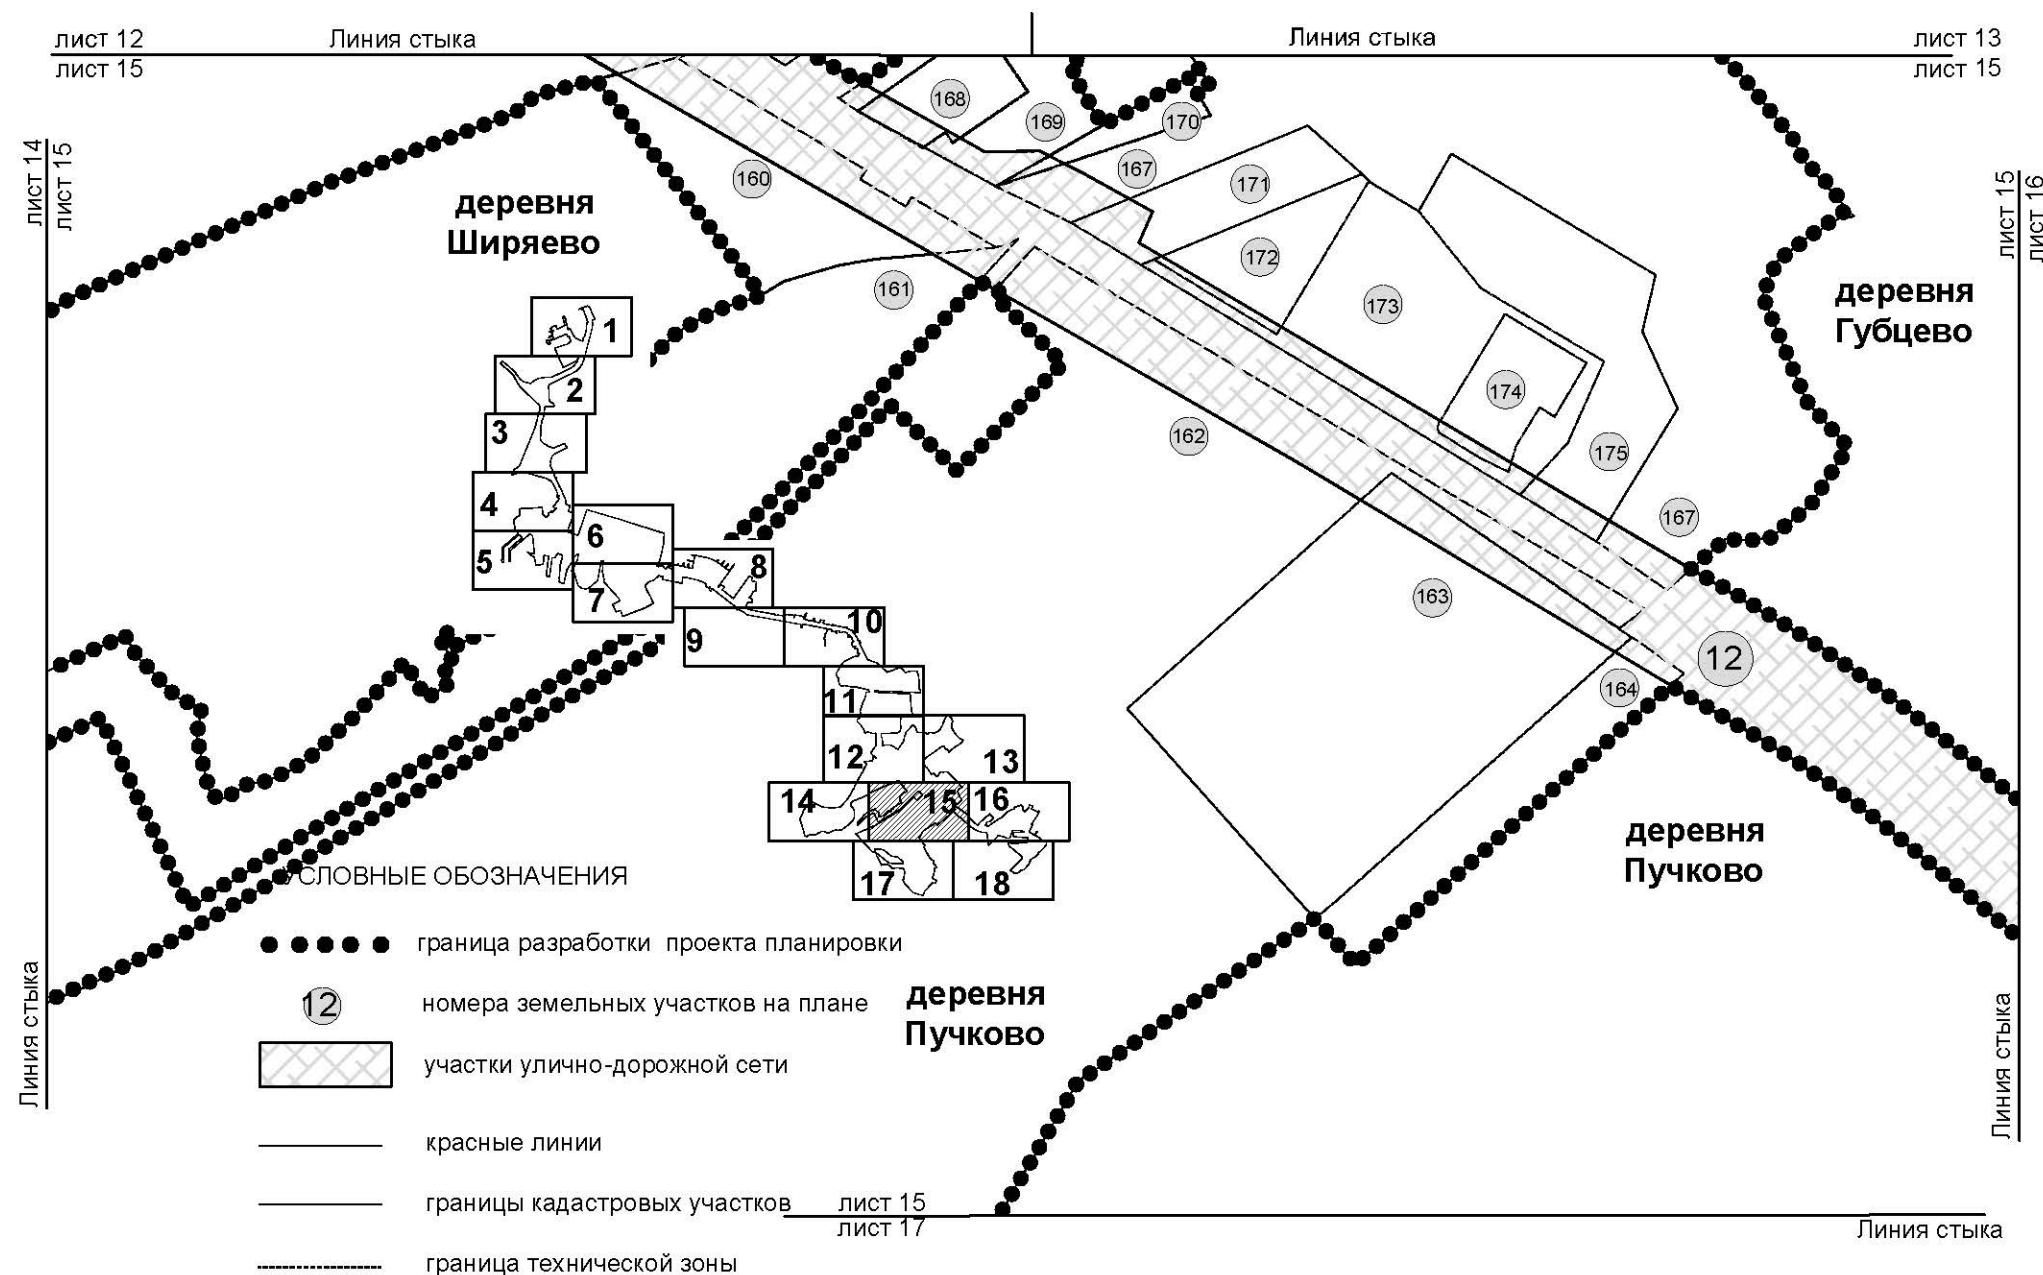 лист 12
Линия стыка
Линия стыка
лист 13
лист 15
лист 15
лист 14
лист 15
лист 15
лист 16
168
169
170
167
160
171
деревня
Ширяево
172
161
173
деревня
Губцево
1
2
3
4
5
6
7
8
9
10
11
12
13
14
15
16
17
18
174
162
175
167
163
12
164
деревня
Пучково
УСЛОВНЫЕ ОБОЗНАЧЕНИЯ
граница разработки проекта планировки
12
номера земельных участков на плане
деревня
Пучково
участки улично-дорожной сети
Линия стыка
Линия стыка
красные линии
границы кадастровых участков
лист 15
лист 17
Линия стыка
граница технической зоны